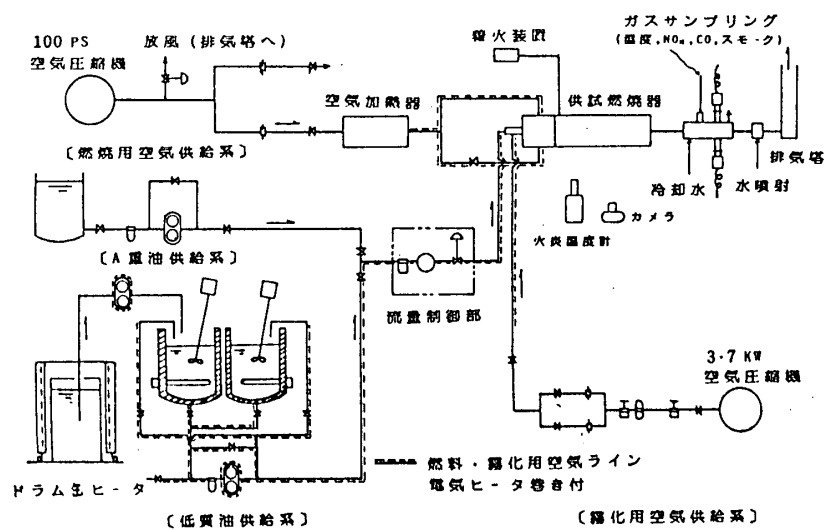 100 PS
空気圧縮機
放風(排気塔へ)
着火装置
ガスサンプリング
(温度,NOx,CO,スモーク)
空気加熱器
供試燃焼器
〔燃焼用空気供給系〕
排気塔
冷却水
水噴射
カメラ
火炎温度計
〔A重油供給系〕
流量制御部
3・7 KW
空気圧縮機
燃料・霧化用空気ライン
電気ヒータ巻き付
ドラム缶ヒータ
〔低質油供給系〕
〔霧化用空気供給系〕